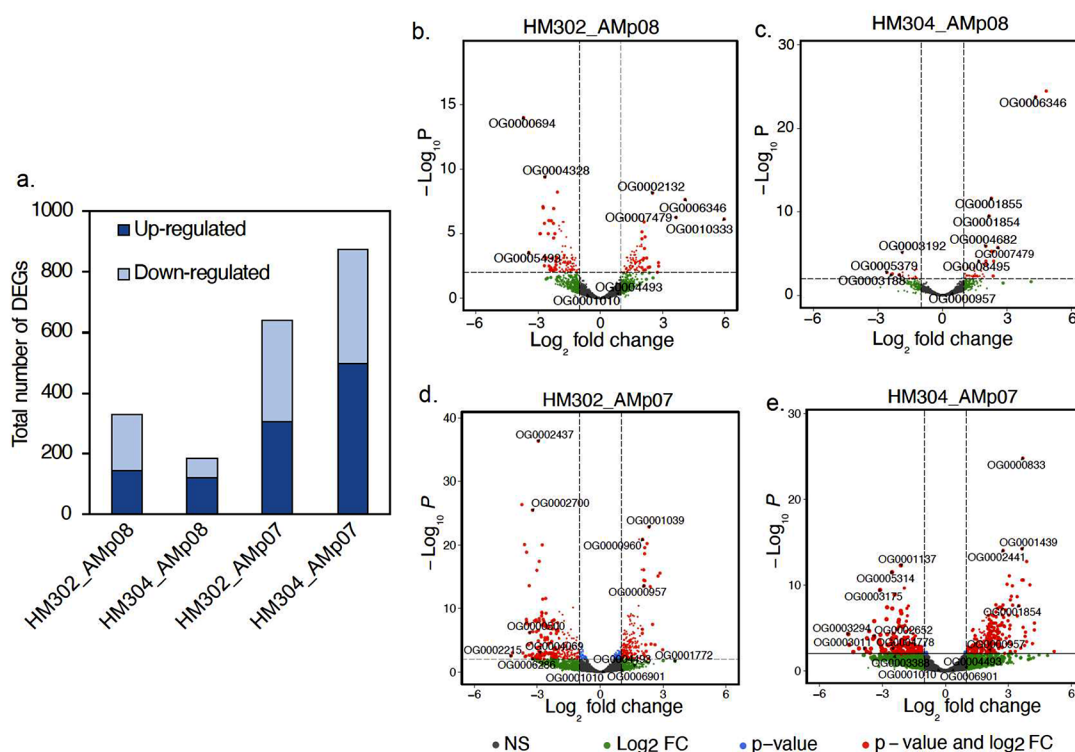 a.
Total number of DEGs
1000
800
600
400
200
0
Up-regulated
Down-regulated
HM302_AMp08
HM304_AMp08
HM302_AMp07
HM304_AMp07
b.
HM302_AMp08
−Log10 P
15
10
5
0
OG0000694
OG0004328
OG0002132
OG0006346
OG0007479
OG0010333
OG0004493
OG0001010
−6
−3
0
3
6
Log2 fold change
c.
HM304_AMp08
−Log10 P
30
20
10
0
OG0006346
OG0001855
OG0001854
OG0004682
OG0003192
OG0007479
OG0005379
OG0003188
OG0000957
−6
−3
0
3
6
Log2 fold change
d.
HM302_AMp07
−Log10 P
40
30
20
10
0
OG0002437
OG0002700
OG0001039
OG0000960
OG0000957
OG0002215
OG0004069
OG0001772
OG0006286
OG0001010
OG0006901
−6
−3
0
3
6
Log2 fold change
e.
HM304_AMp07
−Log10 P
30
20
10
0
OG0000833
OG0001439
OG0002441
OG0001137
OG0005314
OG0003175
OG0001854
OG0003294
OG0002652
OG0003011
OG0000957
OG0003388
OG0004493
OG0001010
OG0006901
−6
−3
0
3
6
Log2 fold change
NS
Log2 FC
p-value
p − value and log2 FC